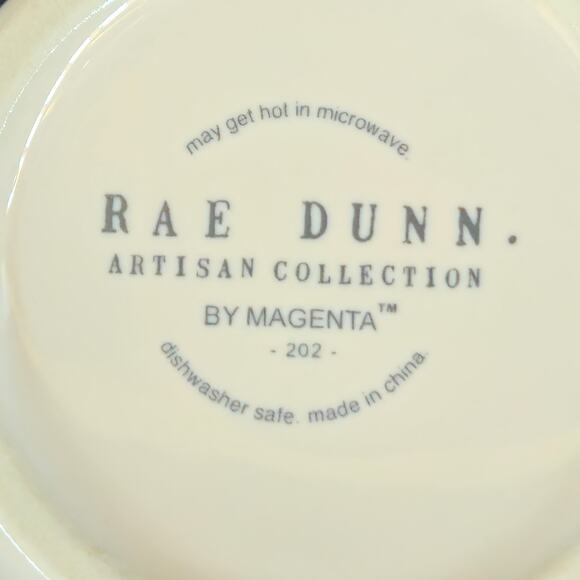 may get hot in microwave.
RAE DUNN.
ARTISAN COLLECTION
BY MAGENTA™
- 202 -
dishwasher safe. made in china.